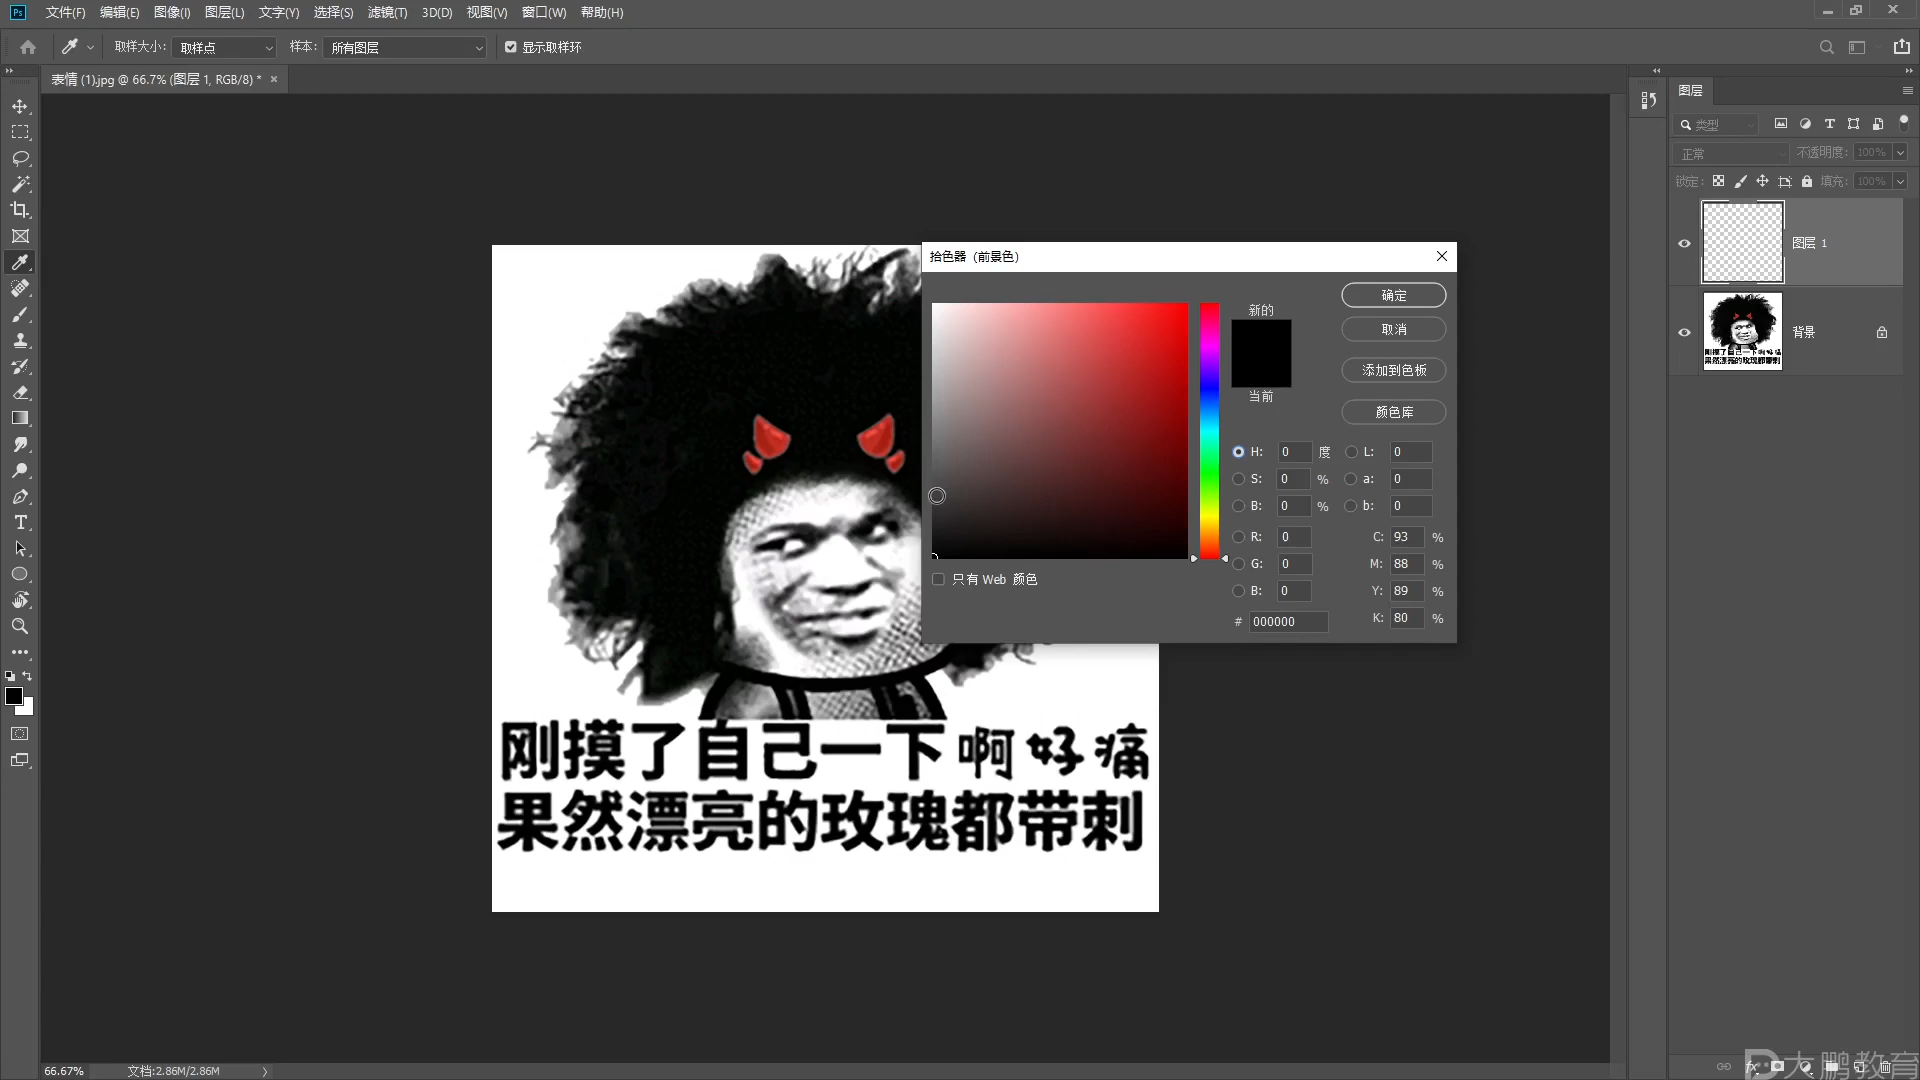 Ps 文件(F) 编辑(E) 图像(I) 图层(L) 文字(Y) 选择(S) 滤镜(T) 3D(D) 视图(V) 窗口(W) 帮助(H)
取样大小: 取样点 样本: 所有图层 显示取样环
表情 (1).jpg @ 66.7% (图层 1, RGB/8) *
图层
类型
正常 不透明度: 100%
锁定: 填充: 100%
图层 1
背景
拾色器 (前景色)
新的
当前
确定
取消
添加到色板
颜色库
H: 0 度 L: 0
S: 0 % a: 0
B: 0 % b: 0
R: 0 C: 93 %
G: 0 M: 88 %
B: 0 Y: 89 %
# 000000 K: 80 %
只有 Web 颜色
刚摸了自己一下啊好痛
果然漂亮的玫瑰都带刺
66.67% 文档:2.86M/2.86M
大鹏教育